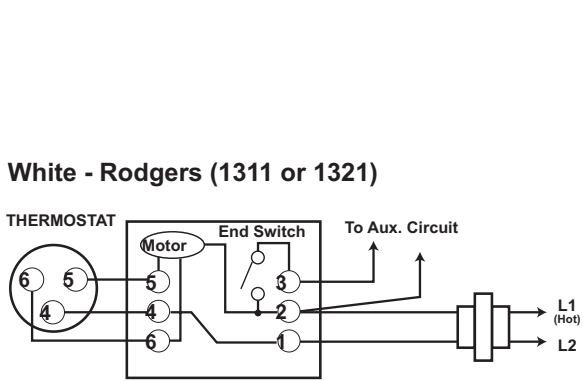 White - Rodgers (1311 or 1321)
THERMOSTAT
End Switch
To Aux. Circuit
Motor
6 5
5
3
4
4
2
L1
(Hot)
6
1
L2